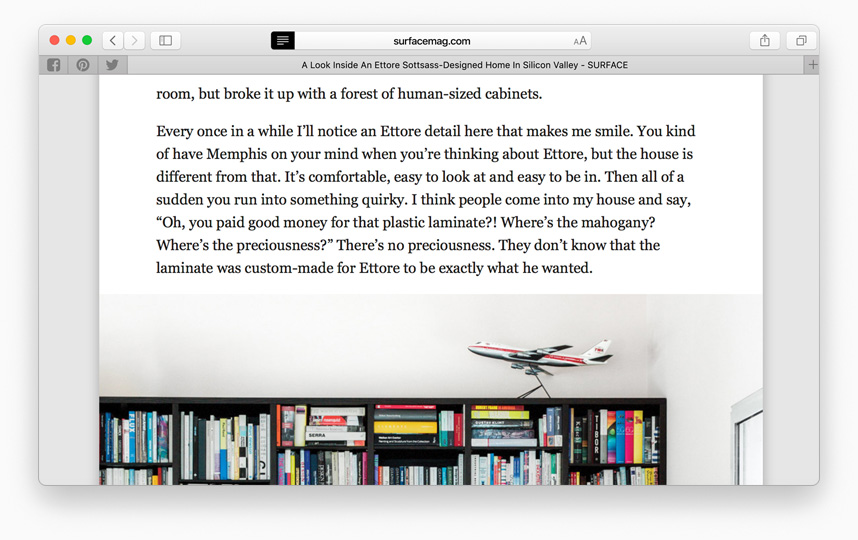 surfacemag.com
AA
A Look Inside An Ettore Sottsass-Designed Home In Silicon Valley - SURFACE
room, but broke it up with a forest of human-sized cabinets.
Every once in a while I’ll notice an Ettore detail here that makes me smile. You kind
of have Memphis on your mind when you’re thinking about Ettore, but the house is
different from that. It’s comfortable, easy to look at and easy to be in. Then all of a
sudden you run into something quirky. I think people come into my house and say,
“Oh, you paid good money for that plastic laminate?! Where’s the mahogany?
Where’s the preciousness?” There’s no preciousness. They don’t know that the
laminate was custom-made for Ettore to be exactly what he wanted.
SERRA
TIBOR